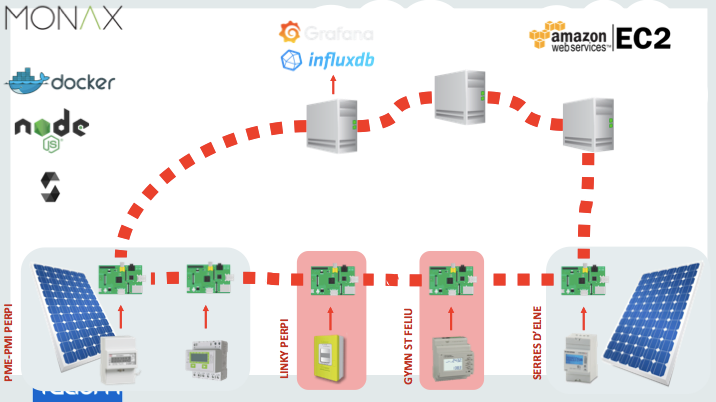 MONAX
docker
node
JS
Grafana
influxdb
amazon
web services™
EC2
PME-PMI PERPI
LINKY PERPI
GYMN ST FELIU
SERRES D'ELNE